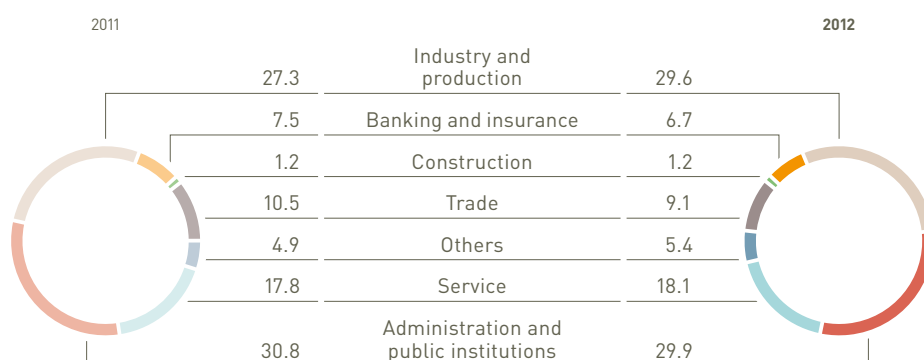 2011
2012
Industry and
production
27.3
29.6
7.5 Banking and insurance 6.7
1.2 Construction 1.2
10.5 Trade 9.1
4.9 Others 5.4
17.8 Service 18.1
Administration and
public institutions
30.8
29.9